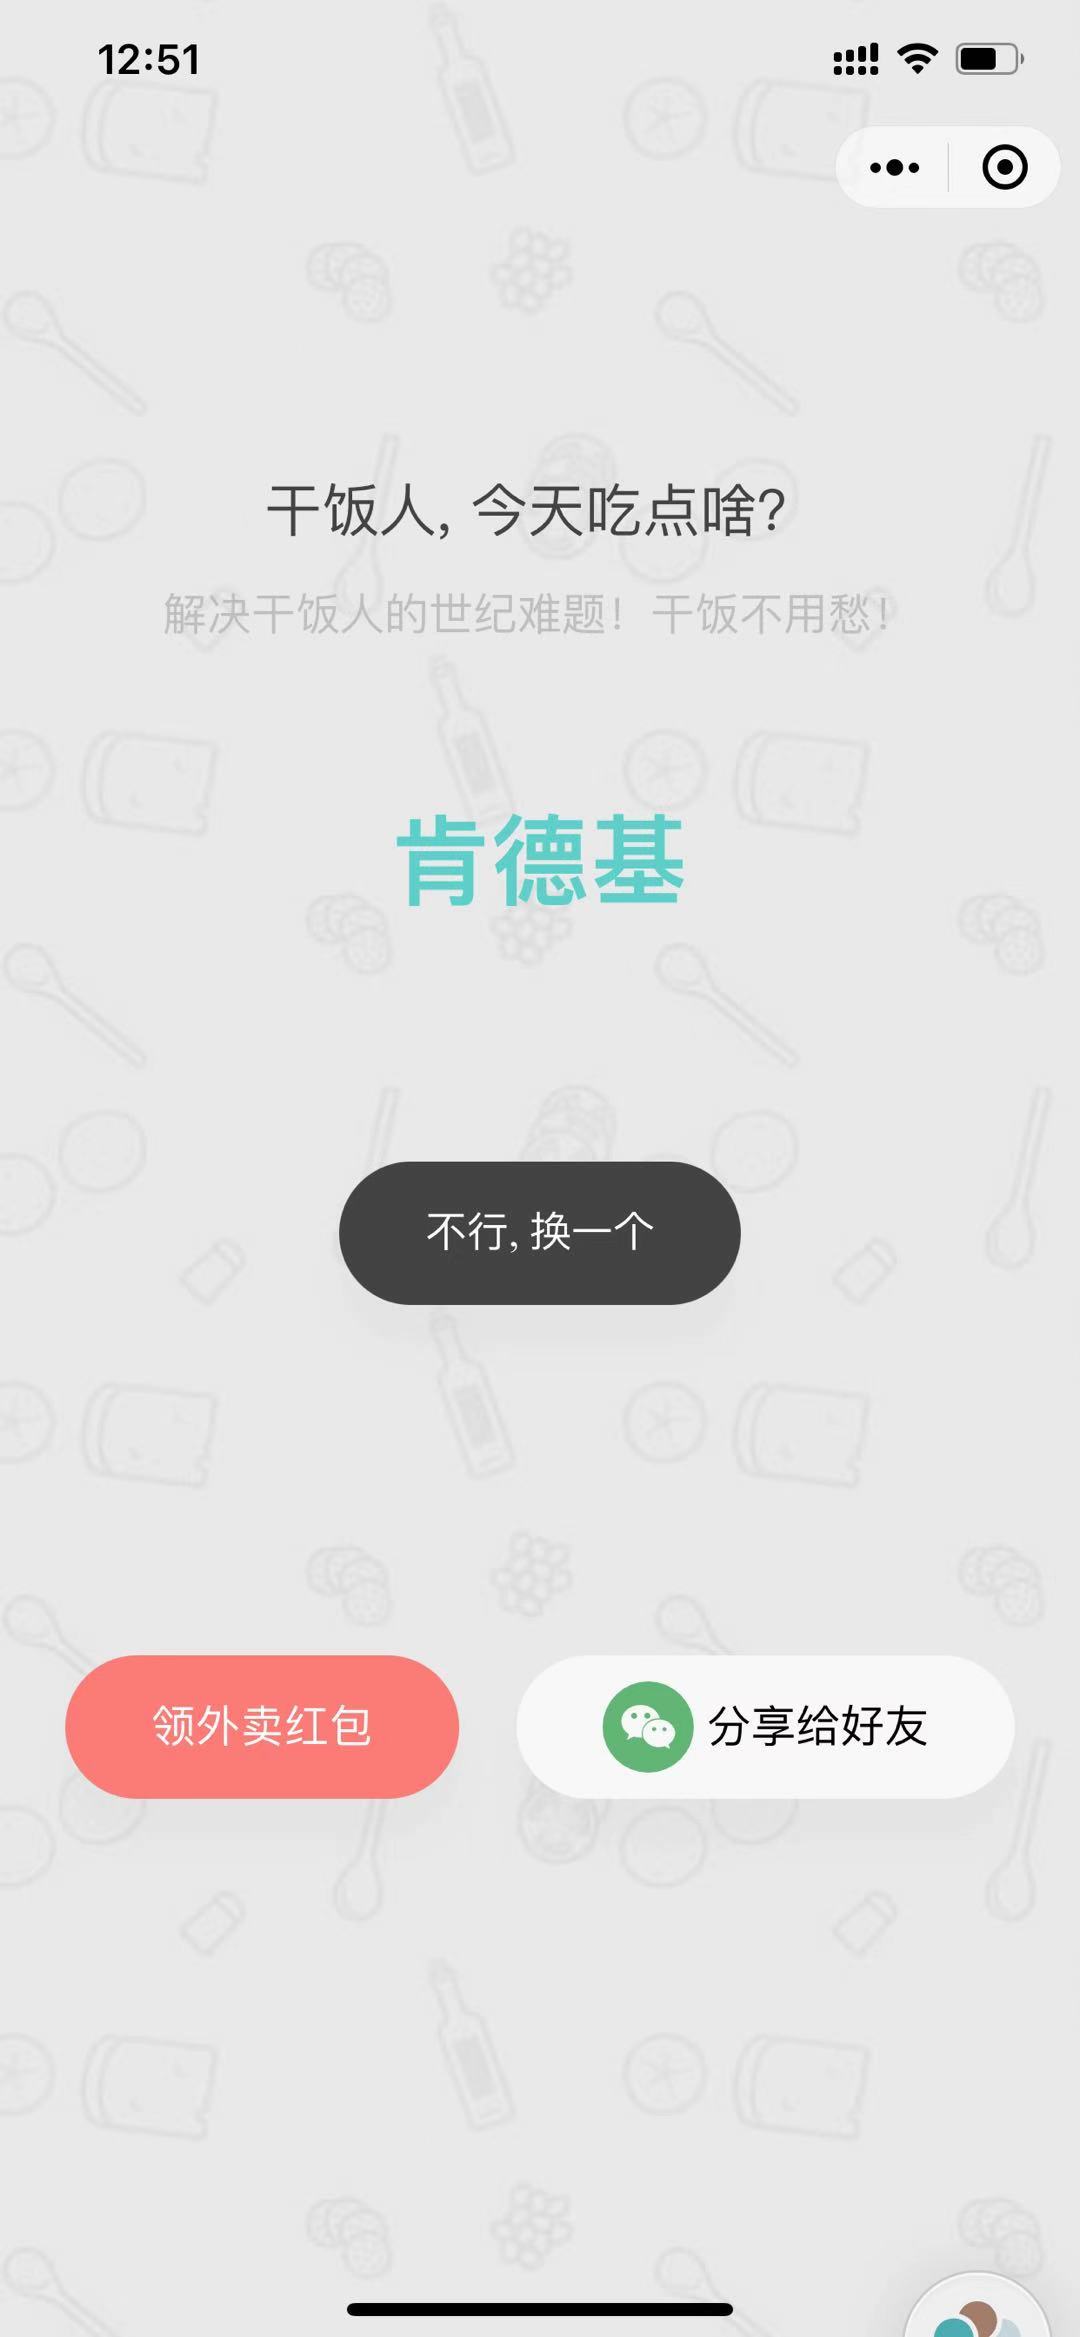 12:51
干饭人, 今天吃点啥?
解决干饭人的世纪难题！干饭不用愁！
肯德基
不行, 换一个
领外卖红包
分享给好友